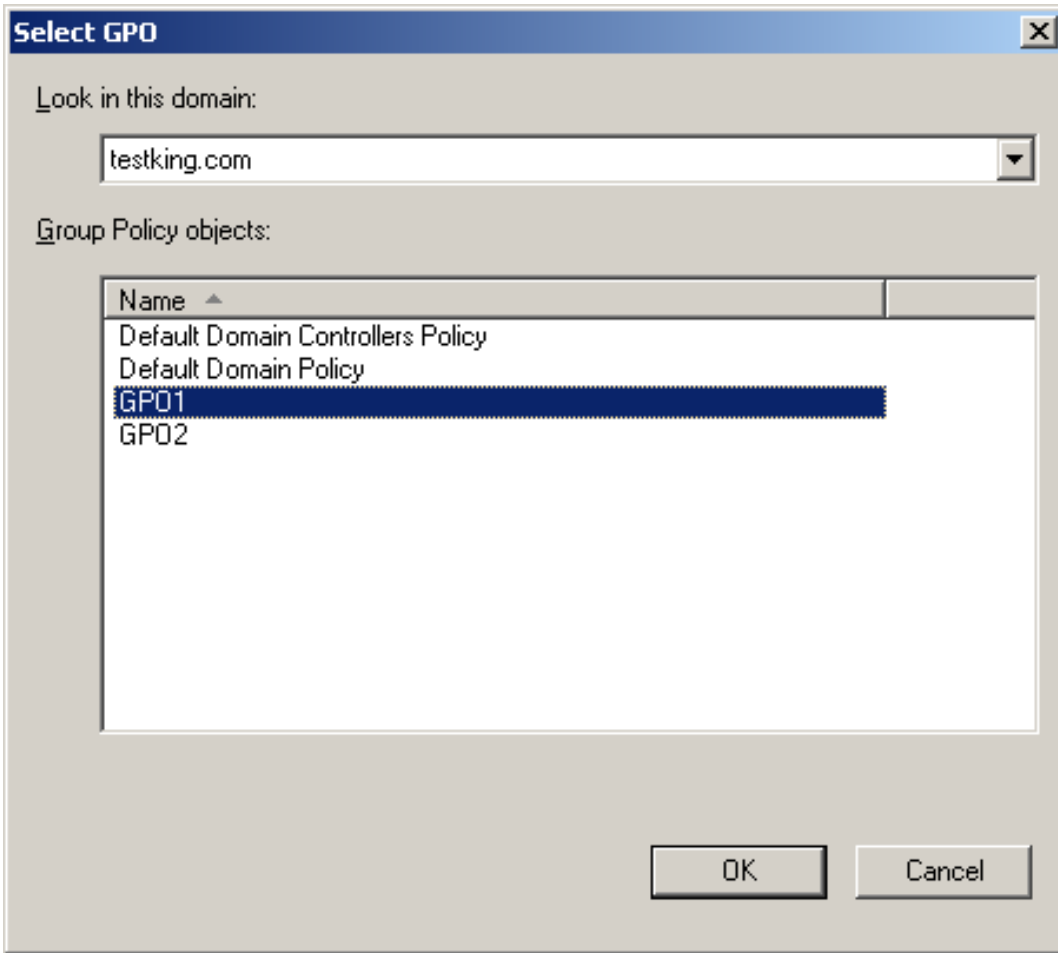 Select GPO
Look in this domain:
testking.com
Group Policy objects:
Name
Default Domain Controllers Policy
Default Domain Policy
GPO1
GPO2
OK
Cancel